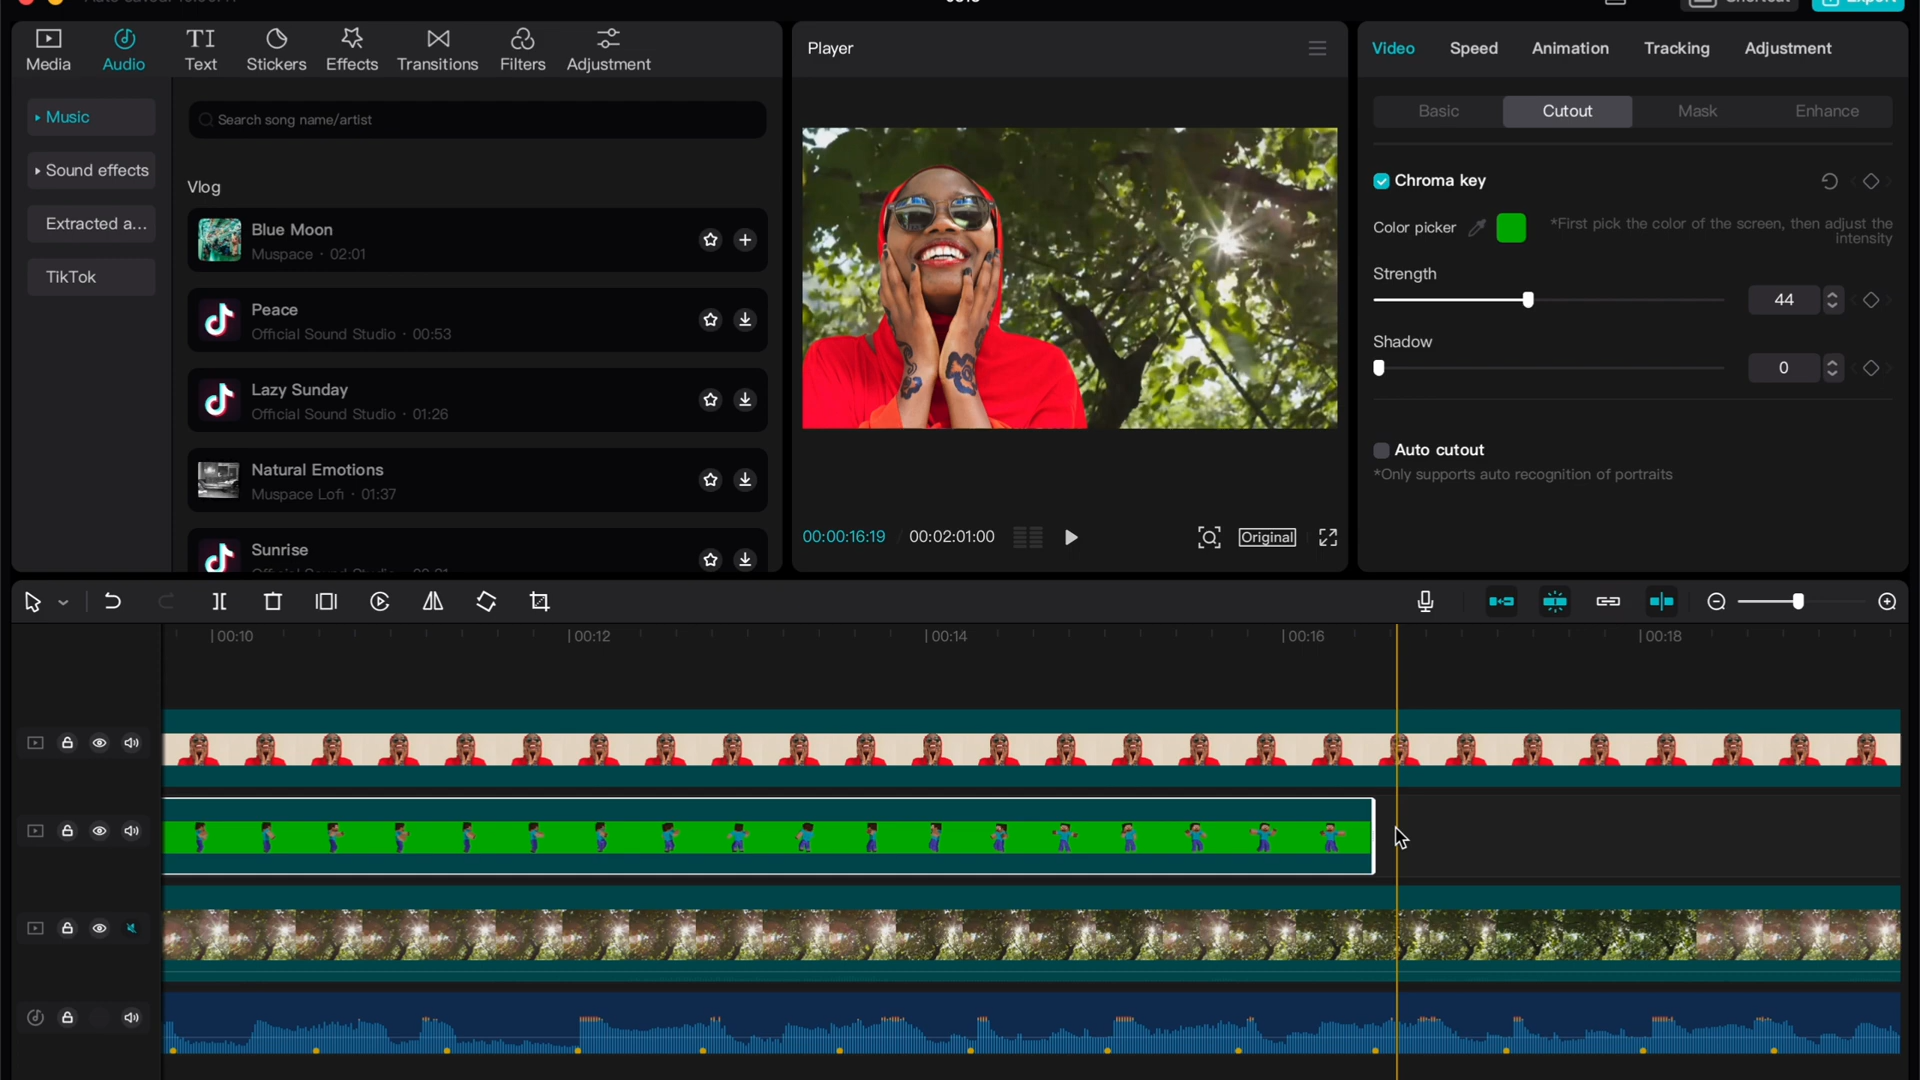 Shortcut
Export
Media
Audio
Text
Stickers
Effects
Transitions
Filters
Adjustment
Music
Sound effects
Extracted a...
TikTok
Search song name/artist
Vlog
Blue Moon
Muspace · 02:01
Peace
Official Sound Studio · 00:53
Lazy Sunday
Official Sound Studio · 01:26
Natural Emotions
Muspace Lofi · 01:37
Sunrise
Player
00:00:16:19
00:02:01:00
Original
Video
Speed
Animation
Tracking
Adjustment
Basic
Cutout
Mask
Enhance
Chroma key
Color picker
*First pick the color of the screen, then adjust the
intensity
Strength
44
Shadow
0
Auto cutout
*Only supports auto recognition of portraits
00:10
00:12
00:14
00:16
00:18